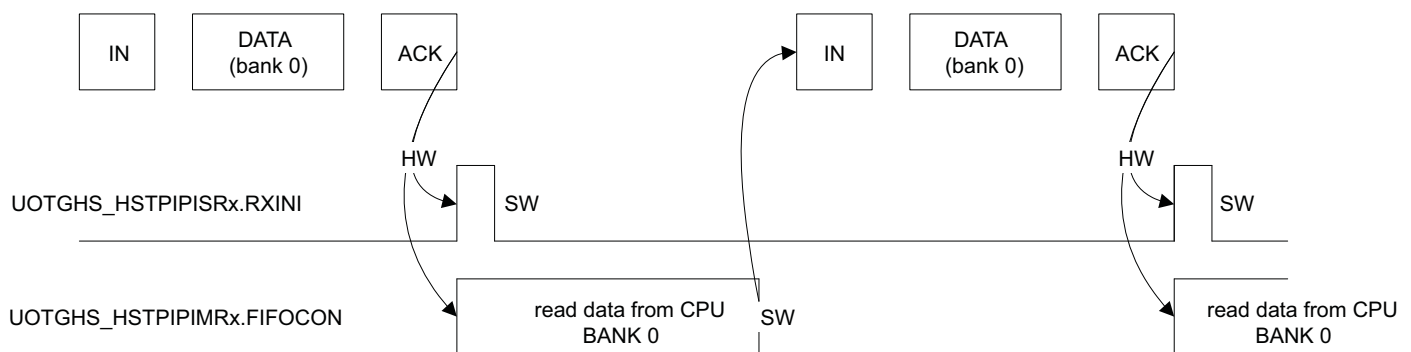 IN
DATA
(bank 0)
ACK
IN
DATA
(bank 0)
ACK
HW
HW
UOTGHS_HSTPIPISRx.RXINI
SW
SW
UOTGHS_HSTPIPIMRx.FIFOCON
read data from CPU
BANK 0
SW
read data from CPU
BANK 0